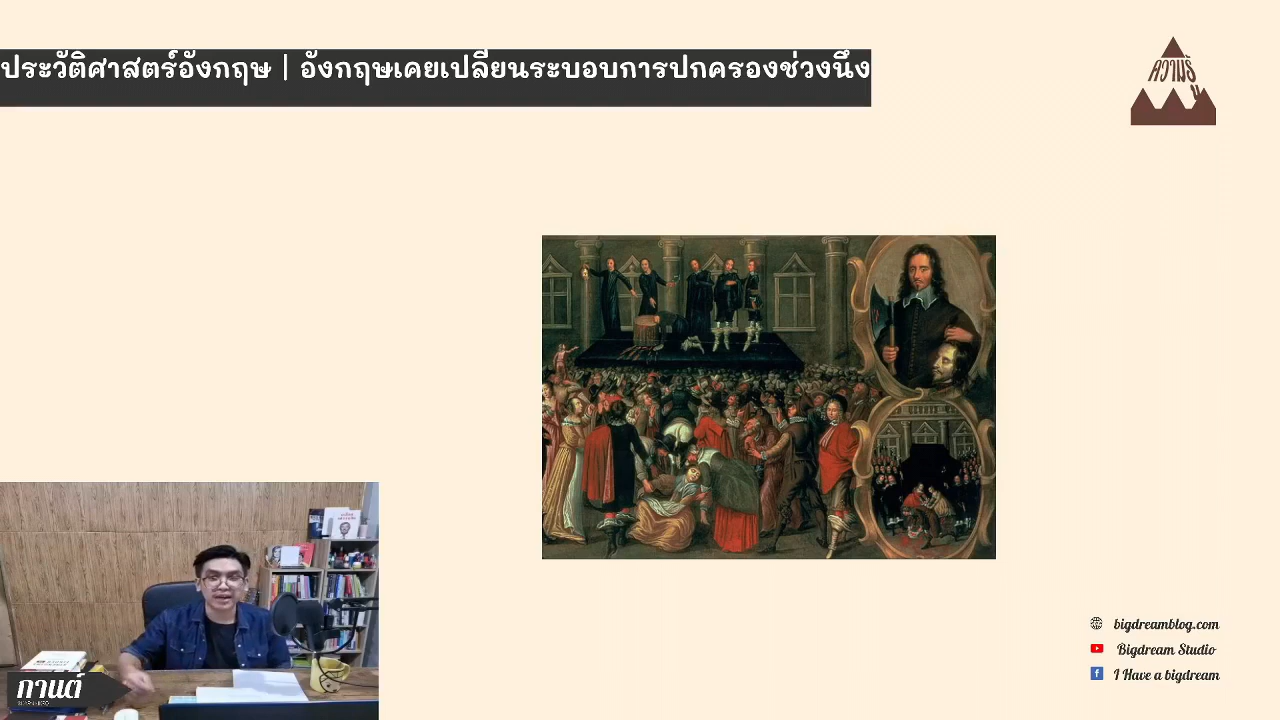 ประวัติศาสตร์อังกฤษ | อังกฤษเคยเปลี่ยนระบอบการปกครองช่วงนึง
ความรู้
bigdreamblog.com
Bigdream Studio
I Have a bigdream
กานต์